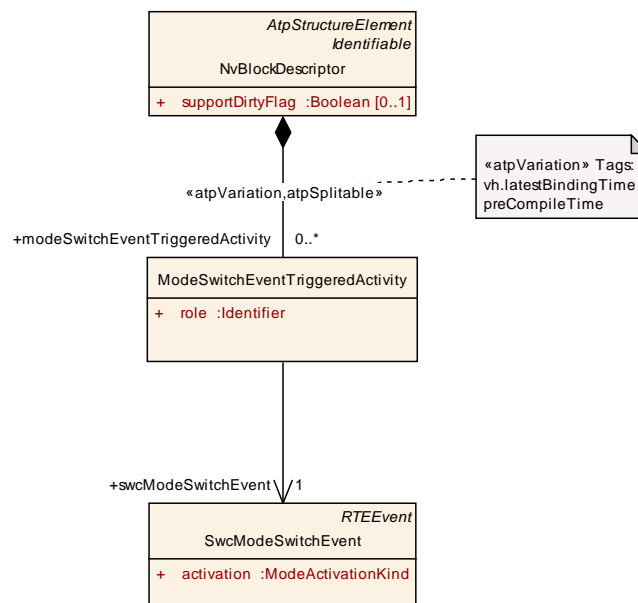 AtpStructureElement
Identifiable
NvBlockDescriptor
+ supportDirtyFlag :Boolean [0..1]
«atpVariation» Tags:
vh.latestBindingTime
preCompileTime
«atpVariation,atpSplitable»
+modeSwitchEventTriggeredActivity 0..*
ModeSwitchEventTriggeredActivity
+ role :Identifier
+swcModeSwitchEvent 1
RTEEvent
SwcModeSwitchEvent
+ activation :ModeActivationKind